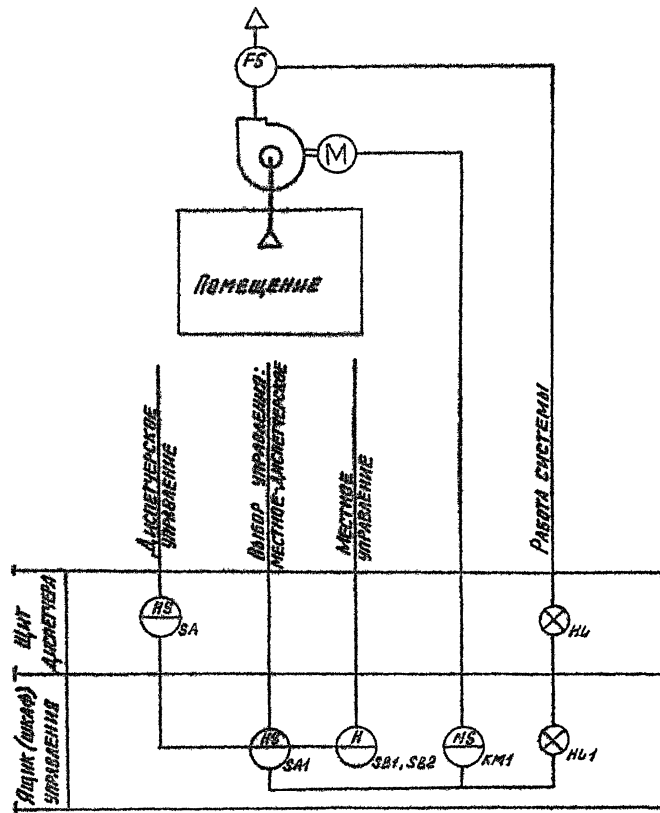 FS
M
ПОМЕЩЕНИЕ
ДИСПЕТЧЕРСКОЕ
УПРАВЛЕНИЕ
ВЫБОР УПРАВЛЕНИЯ:
МЕСТНОЕ-ДИСПЕТЧЕРСКОЕ
МЕСТНОЕ
УПРАВЛЕНИЕ
РАБОТА СИСТЕМЫ
ЩИТ
ДИСПЕТЧЕРА
HS
SA
HL
ЯЩИК (ШКАФ)
УПРАВЛЕНИЯ
HS
SA1
H
SB1, SB2
NS
KM1
HL1